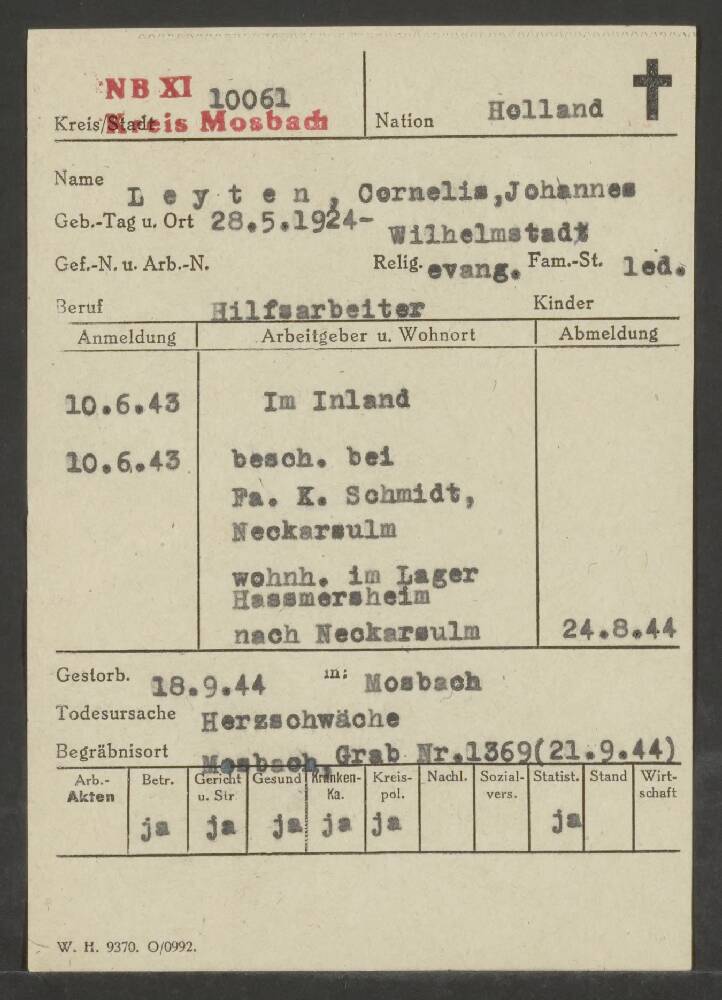 NB XI 10061
Kreis/Stadt Kreis Mosbach
Nation Holland
Name Leyten, Cornelis,Johannes
Geb.-Tag u. Ort 28.5.1924- Wilhelmstadt
Gef.-N. u. Arb.-N. Relig. evang. Fam.-St. led.
Beruf Hilfsarbeiter Kinder
Anmeldung Arbeitgeber u. Wohnort Abmeldung
10.6.43 Im Inland
10.6.43 besch. bei
Fa. K. Schmidt,
Neckarsulm
wohnh. im Lager
Hassmersheim
nach Neckarsulm 24.8.44
Gestorb. 18.9.44 in: Mosbach
Todesursache Herzschwäche
Begräbnisort Mosbach, Grab Nr.1369(21.9.44)
Arb.- Betr. Gericht Gesund Kranken- Kreis- Nachl. Sozial- Statist. Stand Wirt-
Akten u. Str. Ka. pol. vers. schaft
ja ja ja ja ja ja
W. H. 9370. O/0992.